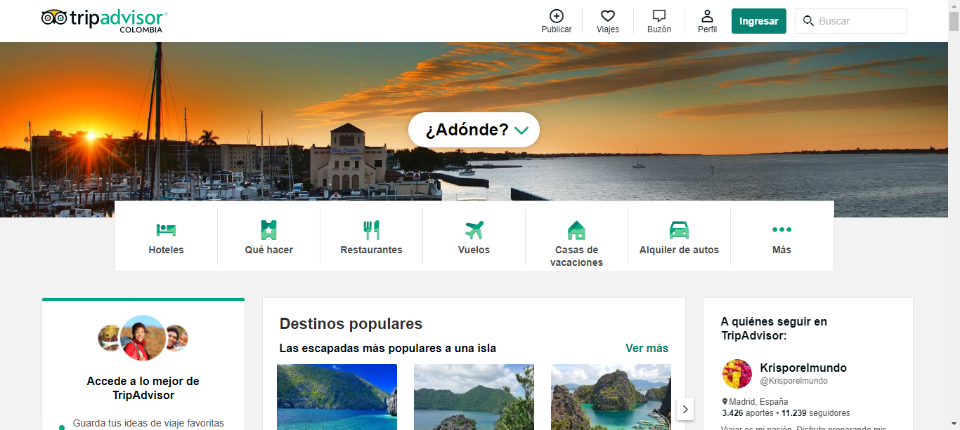 tripadvisor
COLOMBIA
Publicar
Viajes
Buzón
Perfil
Ingresar
Buscar
¿Adónde?
Hoteles
Qué hacer
Restaurantes
Vuelos
Casas de
vacaciones
Alquiler de autos
Más
Accede a lo mejor de
TripAdvisor
Guarda tus ideas de viaje favoritas
Destinos populares
Las escapadas más populares a una isla
Ver más
A quiénes seguir en
TripAdvisor:
Krisporelmundo
@Krisporelmundo
Madrid, España
3.426 aportes • 11.239 seguidores
Viajar es mi pasión. Disfruto preparando mis